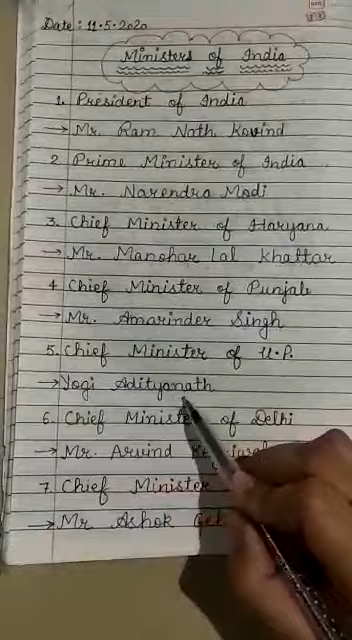 Date : 11.5.2020
Ministers of India
1. President of India
→ Mr. Ram Nath Kovind
2 Prime Minister of India
→ Mr. Narendra Modi
3. Chief Minister of Haryana
→ Mr. Manohar Lal Khattar
4 Chief Minister of Punjab
→ Mr. Amarinder Singh
5. Chief Minister of U.P.
→ Yogi Adityanath
6. Chief Minister of Delhi
→ Mr. Arvind
7. Chief Minister
→ Mr Ashok